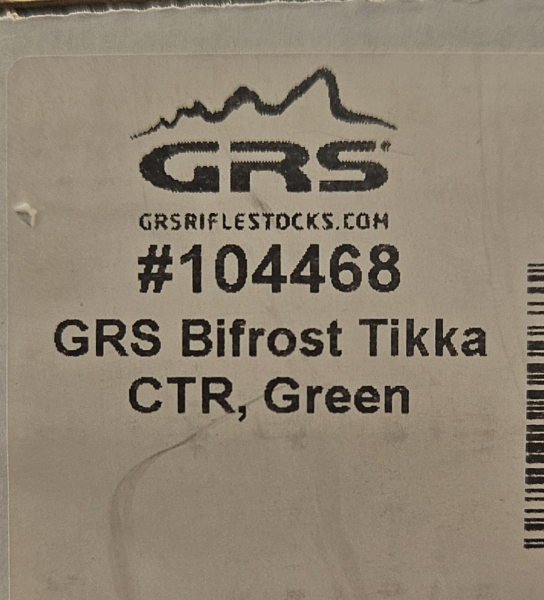 GRS
GRSRIFLESTOCKS.COM
#104468
GRS Bifrost Tikka
CTR, Green